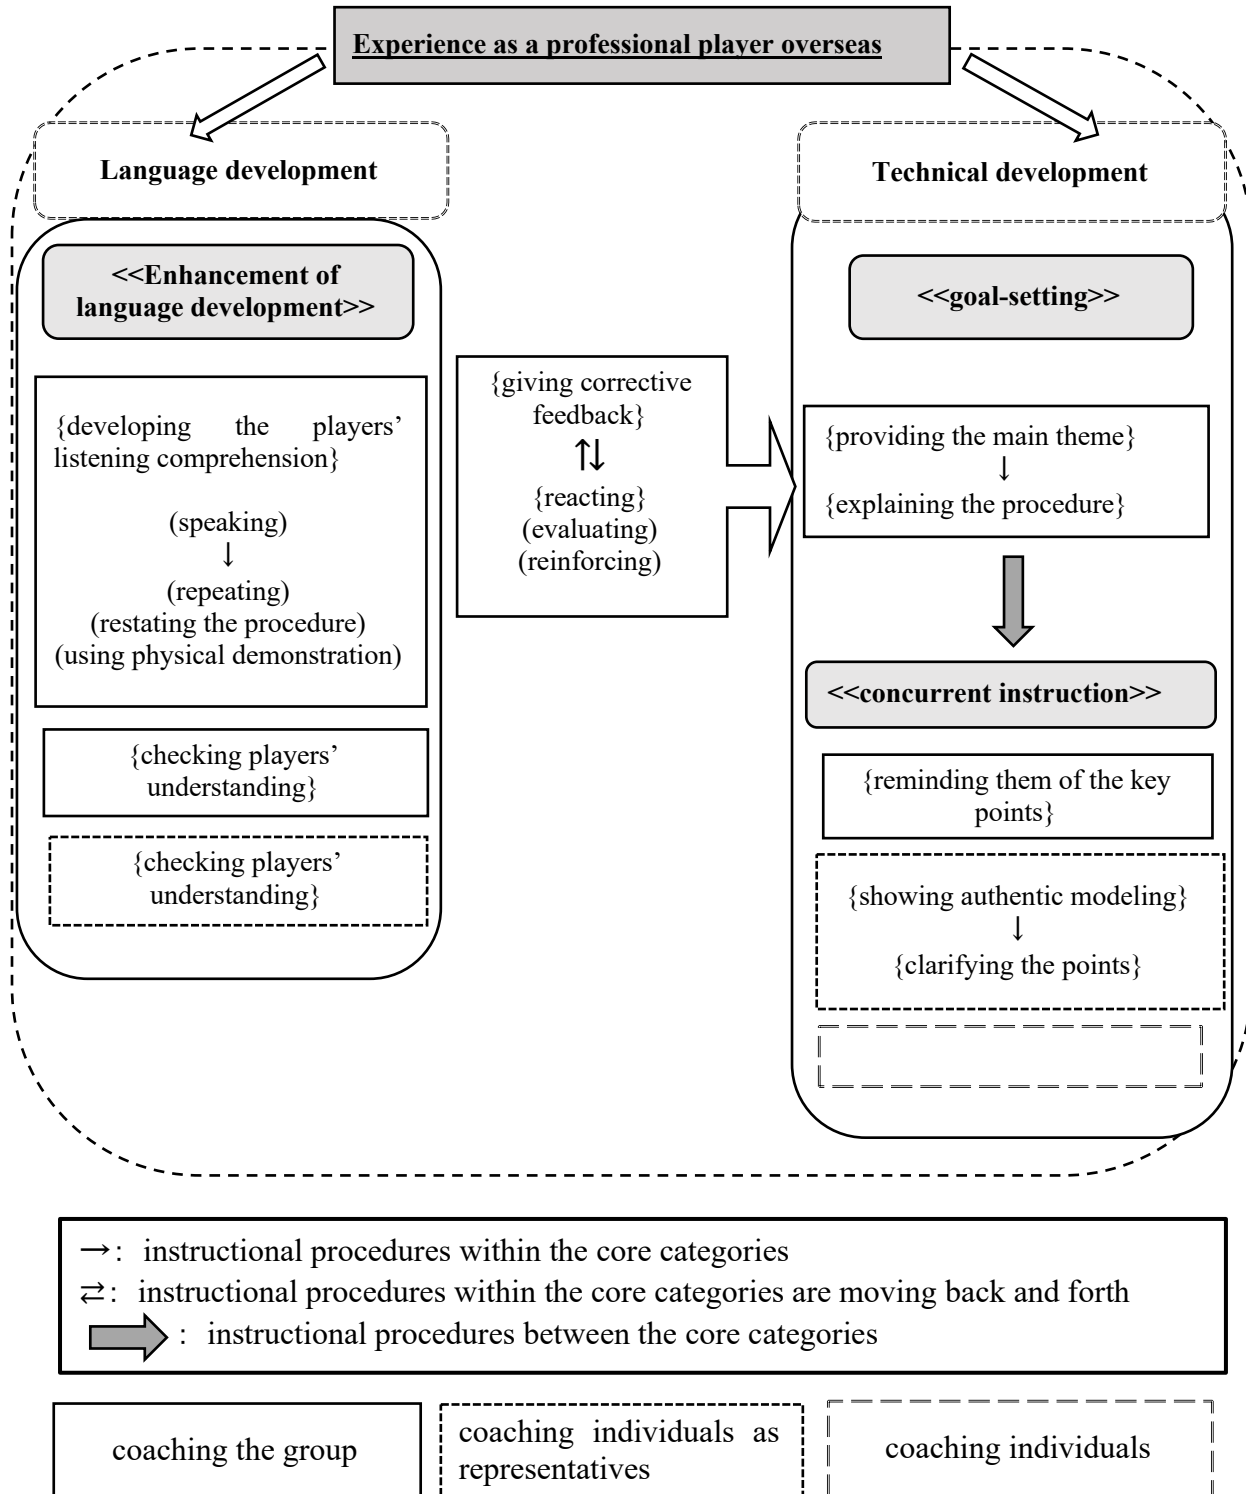 Experience as a professional player overseas
Language development
<<Enhancement of
language development>>
{developing the players’
listening comprehension}
(speaking)
↓
(repeating)
(restating the procedure)
(using physical demonstration)
{checking players’
understanding}
{checking players’
understanding}
{giving corrective
feedback}
↑↓
{reacting}
(evaluating)
(reinforcing)
Technical development
<<goal-setting>>
{providing the main theme}
↓
{explaining the procedure}
<<concurrent instruction>>
{reminding them of the key
points}
{showing authentic modeling}
↓
{clarifying the points}
→: instructional procedures within the core categories
⇄: instructional procedures within the core categories are moving back and forth
: instructional procedures between the core categories
coaching the group
coaching individuals as
representatives
coaching individuals